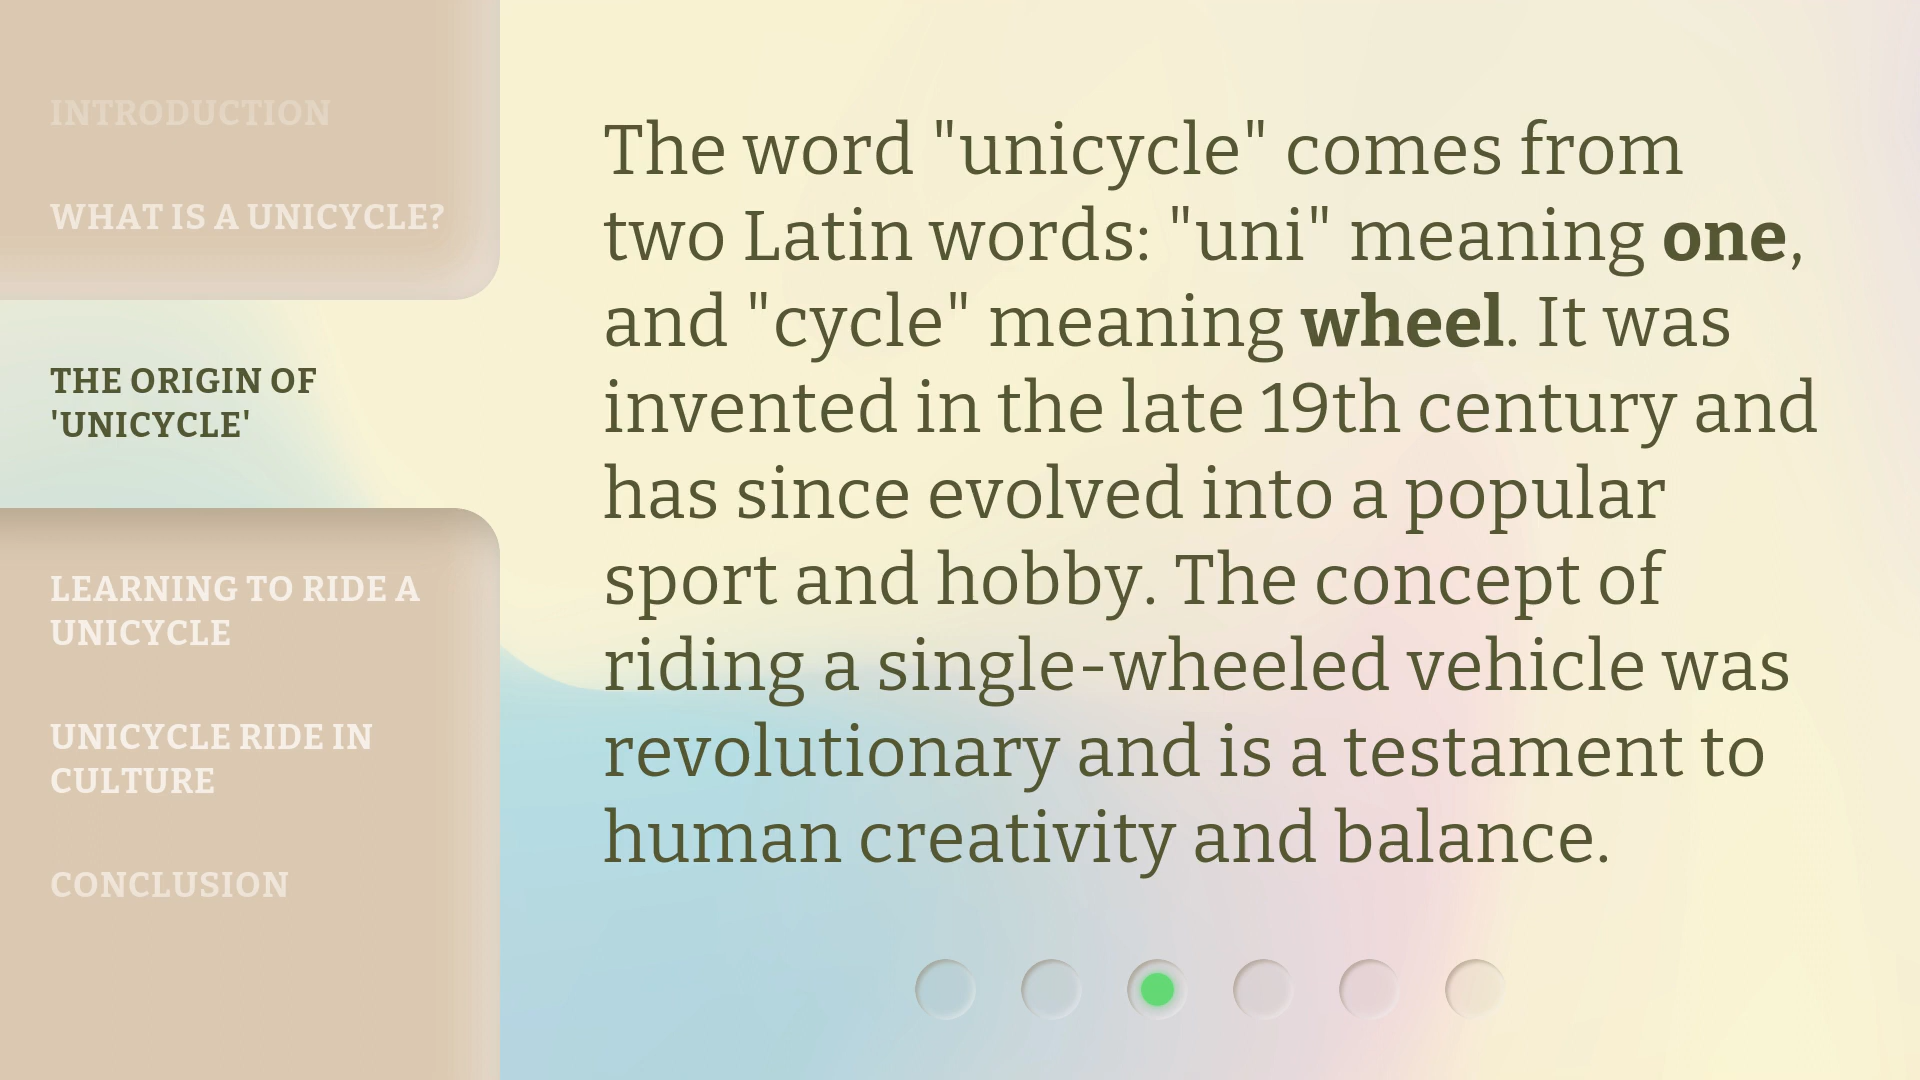 INTRODUCTION
WHAT IS A UNICYCLE?
THE ORIGIN OF
'UNICYCLE'
LEARNING TO RIDE A
UNICYCLE
UNICYCLE RIDE IN
CULTURE
CONCLUSION
The word "unicycle" comes from
two Latin words: "uni" meaning one,
and "cycle" meaning wheel. It was
invented in the late 19th century and
has since evolved into a popular
sport and hobby. The concept of
riding a single-wheeled vehicle was
revolutionary and is a testament to
human creativity and balance.